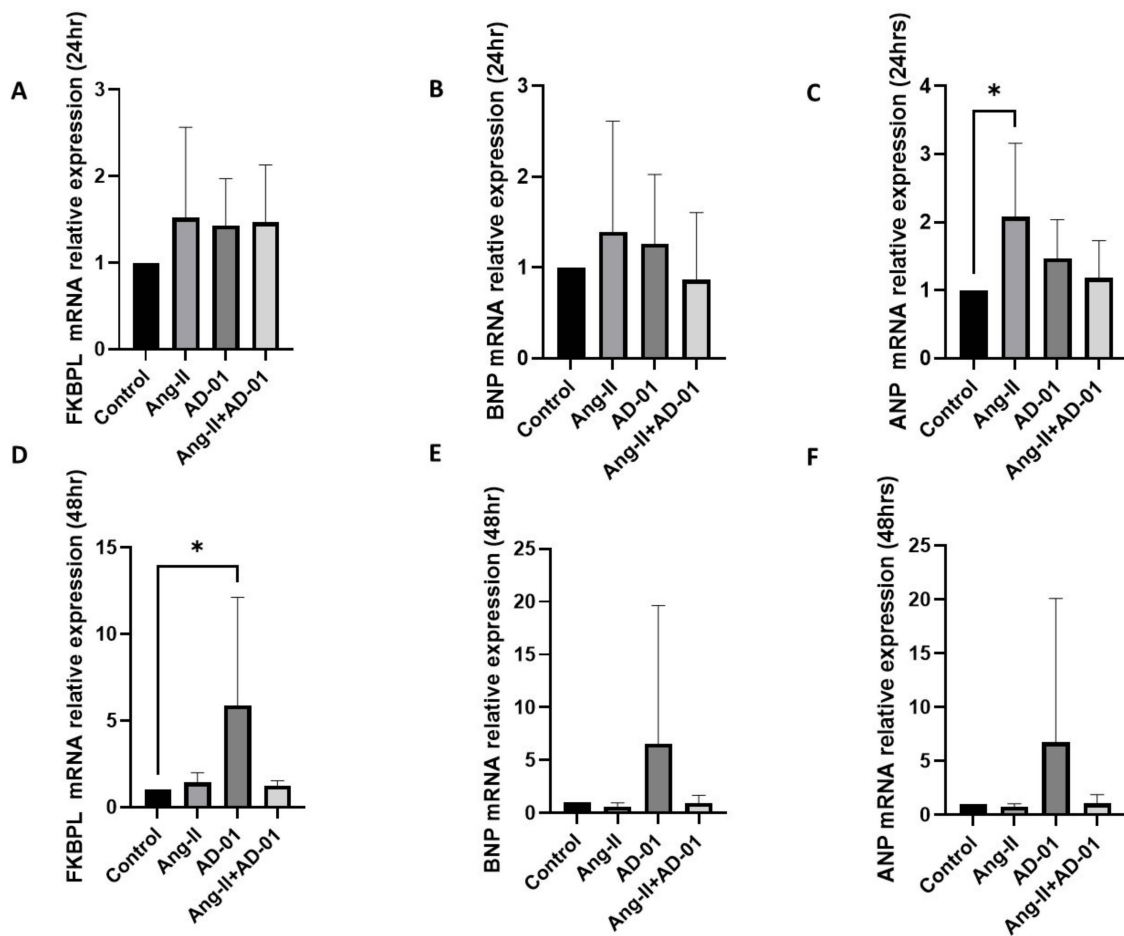 A
FKBPL mRNA relative expression (24hr)
3
2
1
0
Control
Ang-II
AD-01
Ang-II+AD-01
B
BNP mRNA relative expression (24hr)
3
2
1
0
Control
Ang-II
AD-01
Ang-II+AD-01
C
ANP mRNA relative expression (24hrs)
4
3
2
1
0
*
Control
Ang-II
AD-01
Ang-II+AD-01
D
FKBPL mRNA relative expression (48hr)
15
10
5
0
*
Control
Ang-II
AD-01
Ang-II+AD-01
E
BNP mRNA relative expression (48hr)
25
20
15
10
5
0
Control
Ang-II
AD-01
Ang-II+AD-01
F
ANP mRNA relative expression (48hrs)
25
20
15
10
5
0
Control
Ang-II
AD-01
Ang-II+AD-01